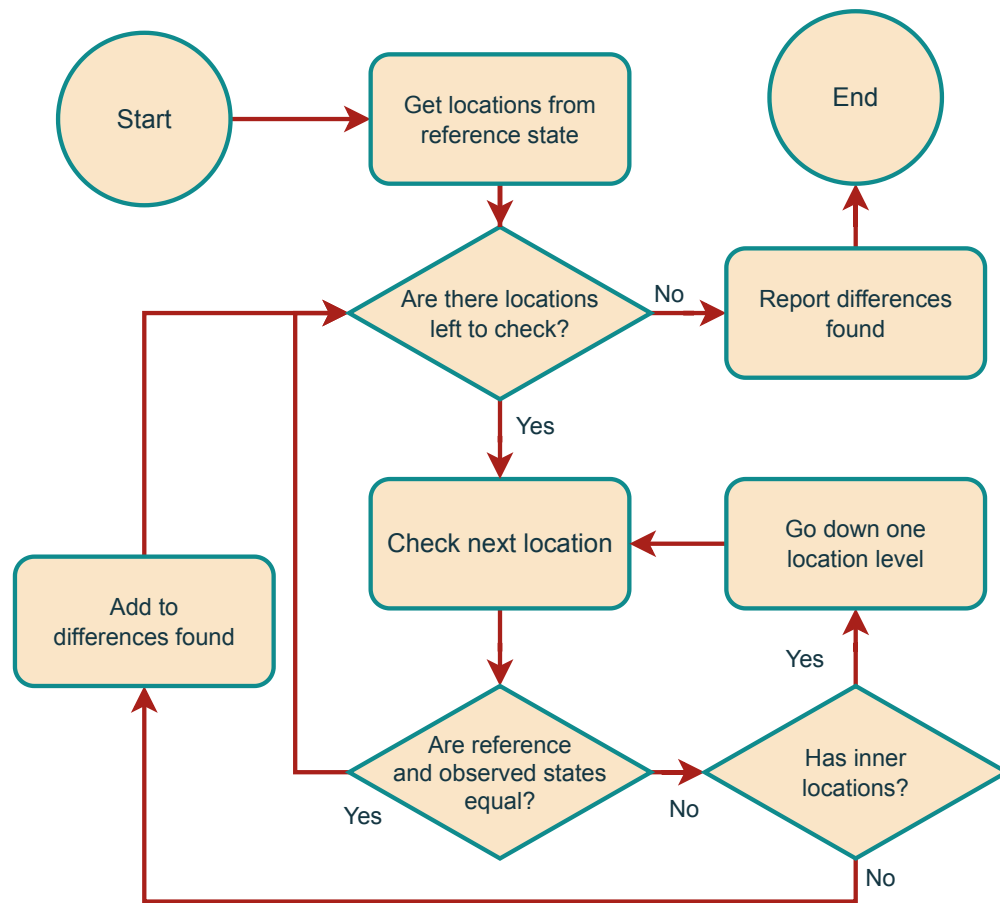 Start
Get locations from
reference state
End
Are there locations
left to check?
No
Report differences
found
Yes
Check next location
Go down one
location level
Add to
differences found
Yes
Are reference
and observed states
equal?
Has inner
locations?
Yes
No
No